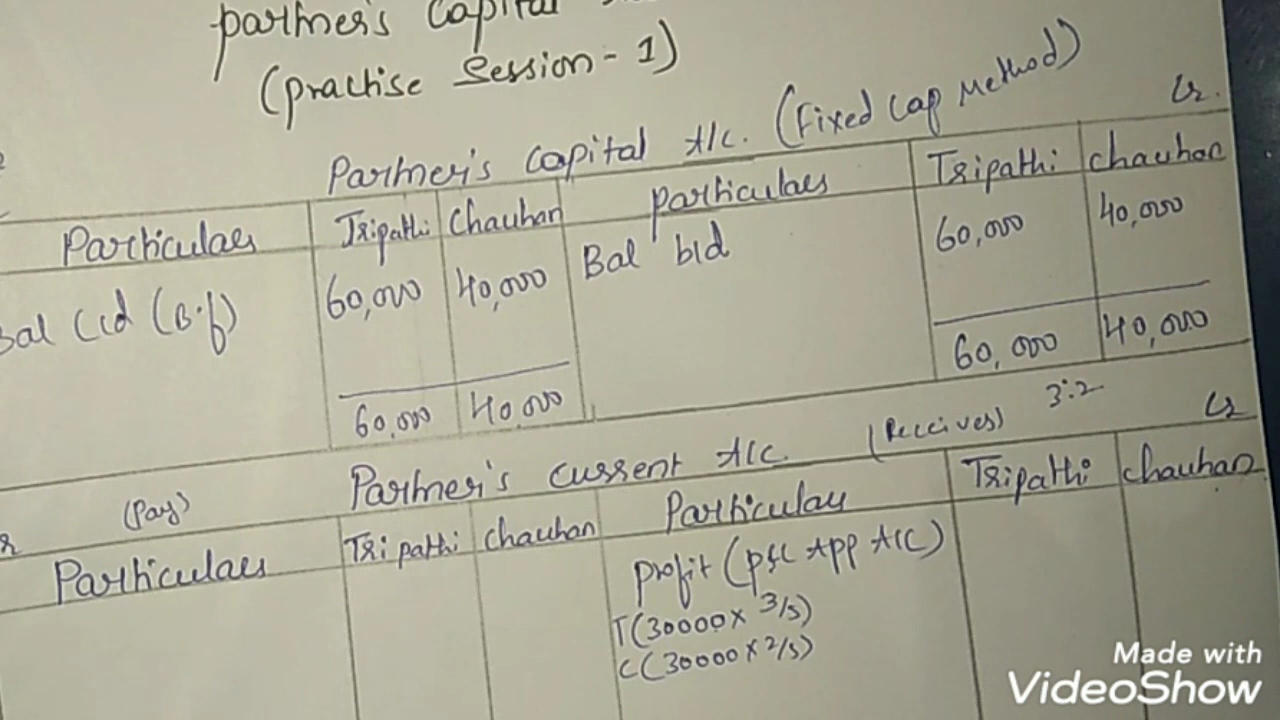 partner's Capital
(practise Session - 1)
Partner's Capital A/C. (Fixed Cap Method)
Cr.
Particulars Tripathi Chauhan particulars Tripathi Chauhan
Bal C/d (B.f) 60,000 40,000 Bal b/d 60,000 40,000
60,000 40,000 60,000 40,000
Partner's current A/C. (Receives) 3:2 Cr
(Pay)
Particulars Tripathi Chauhan Particulars Tripathi Chauhan
Profit (P&L App A/C)
T(30000 x 3/5)
C(30000 x 2/5)
Made with
VideoShow